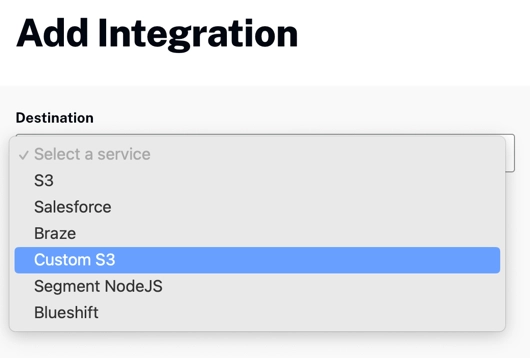 Add Integration
Destination
✓ Select a service
S3
Salesforce
Braze
Custom S3
Segment NodeJS
Blueshift